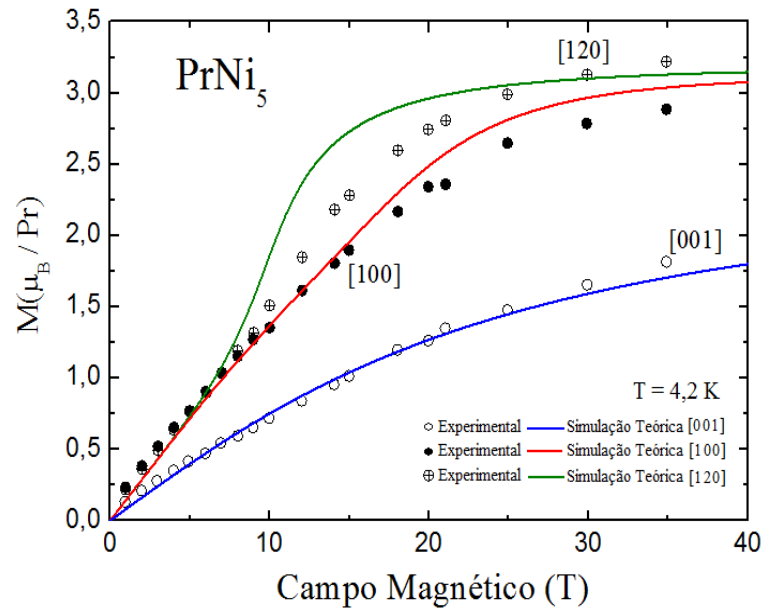 3,5
3,0
2,5
2,0
1,5
1,0
0,5
0,0
M(μB / Pr)
PrNi5
[120]
[100]
[001]
T = 4,2 K
Experimental Simulação Teórica [001]
Experimental Simulação Teórica [100]
Experimental Simulação Teórica [120]
0 10 20 30 40
Campo Magnético (T)